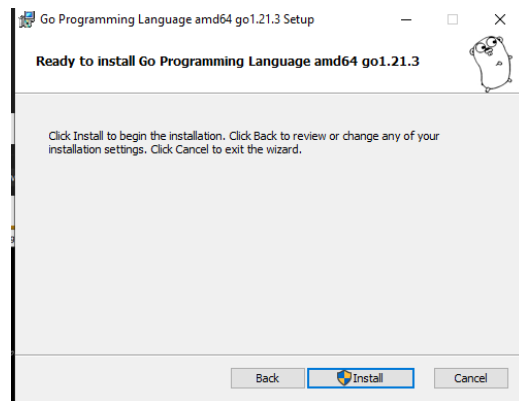 Go Programming Language amd64 go1.21.3 Setup
Ready to install Go Programming Language amd64 go1.21.3
Click Install to begin the installation. Click Back to review or change any of your
installation settings. Click Cancel to exit the wizard.
Back Install Cancel